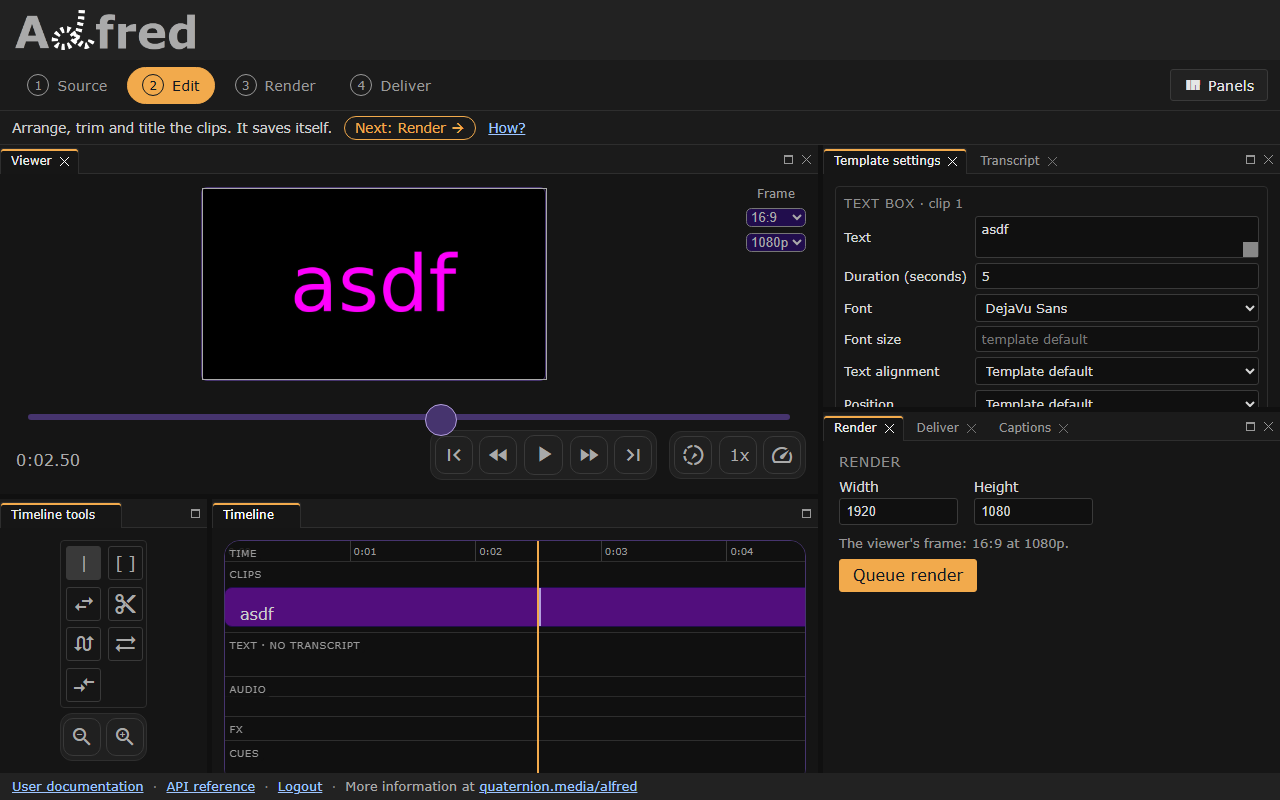 Adfred
1 Source
2 Edit
3 Render
4 Deliver
Panels
Arrange, trim and title the clips. It saves itself.
Next: Render →
How?
Viewer
Frame
16:9
1080p
asdf
0:02.50
1x
Template settings
Transcript
TEXT BOX · clip 1
Text
asdf
Duration (seconds)
5
Font
DejaVu Sans
Font size
template default
Text alignment
Template default
Position
Template default
Render
Deliver
Captions
RENDER
Width
Height
1920
1080
The viewer's frame: 16:9 at 1080p.
Queue render
Timeline tools
[ ]
Timeline
TIME
0:01
0:02
0:03
0:04
CLIPS
asdf
TEXT · NO TRANSCRIPT
AUDIO
FX
CUES
User documentation · API reference · Logout · More information at quaternion.media/alfred